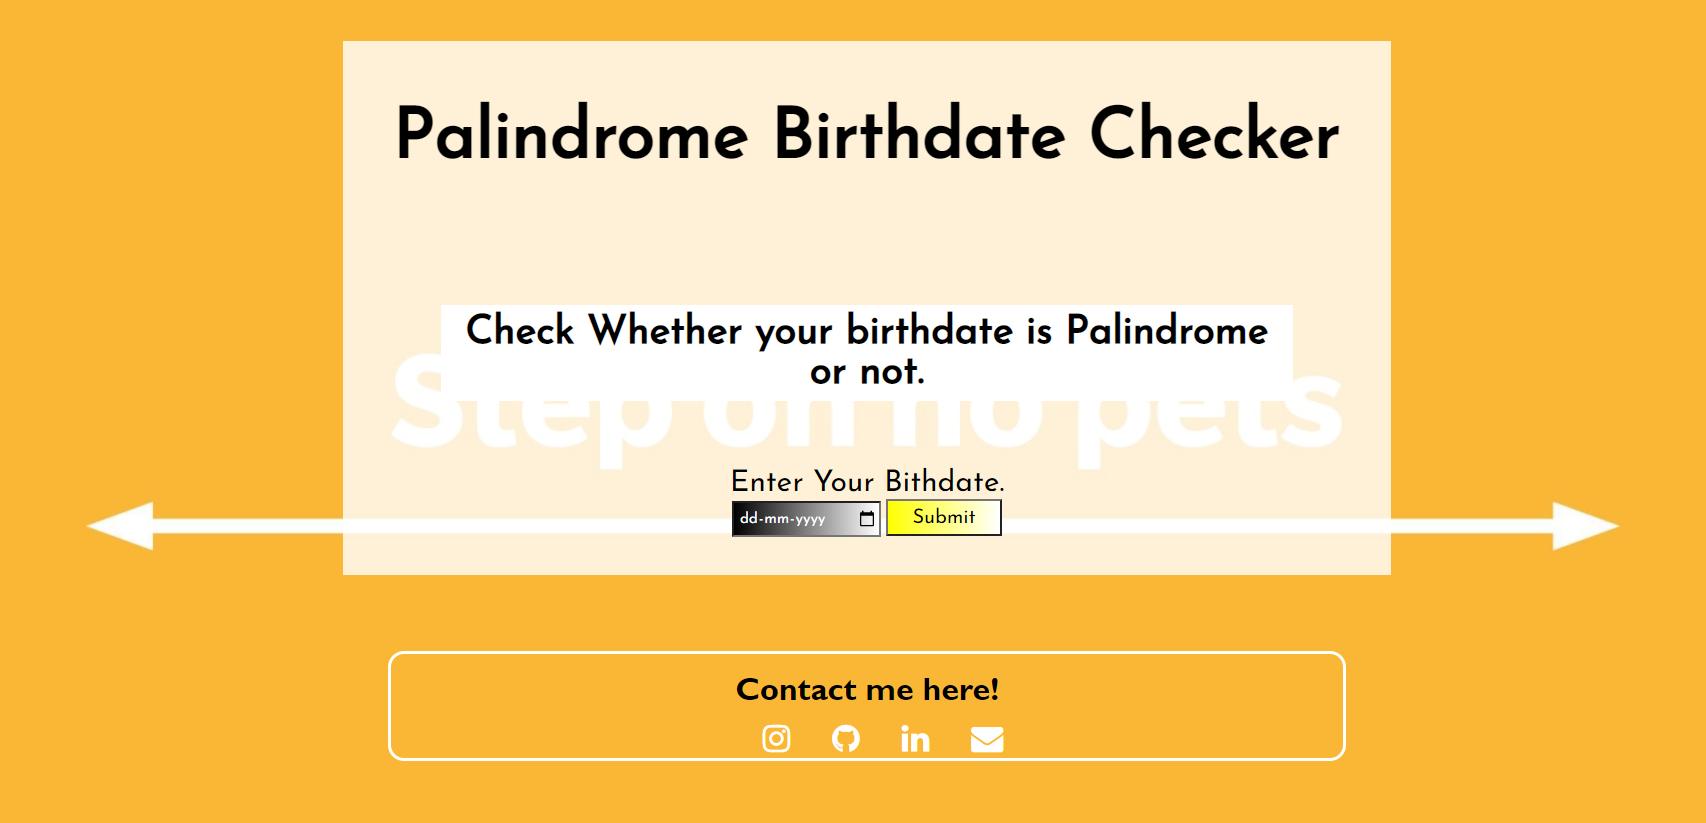 Palindrome Birthdate Checker
Check Whether your birthdate is Palindrome
or not.
Step on no pets
Enter Your Bithdate.
dd-mm-yyyy Submit
Contact me here!
in